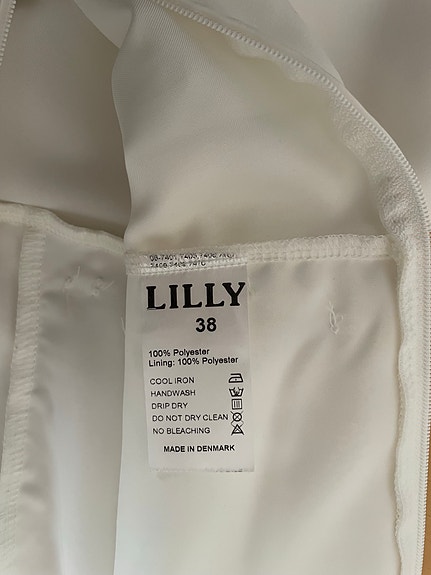 LILLY
38
100% Polyester
Lining: 100% Polyester
COOL IRON
HANDWASH
DRIP DRY
DO NOT DRY CLEAN
NO BLEACHING
MADE IN DENMARK